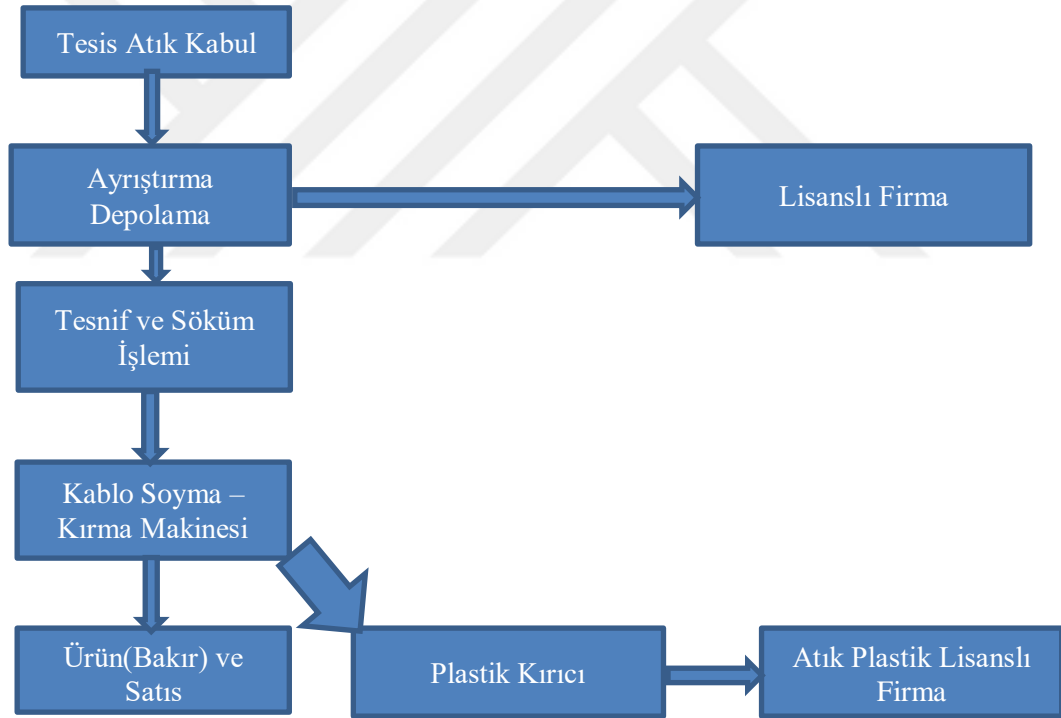 Tesis Atık Kabul
Ayrıştırma
Depolama
Lisanslı Firma
Tesnif ve Söküm
İşlemi
Kablo Soyma –
Kırma Makinesi
Ürün(Bakır) ve
Satıs
Plastik Kırıcı
Atık Plastik Lisanslı
Firma